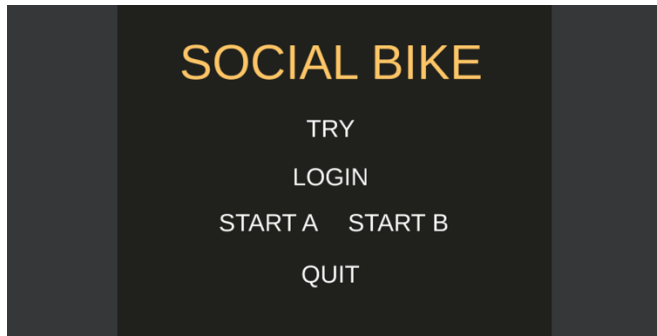 SOCIAL BIKE
TRY
LOGIN
START A START B
QUIT